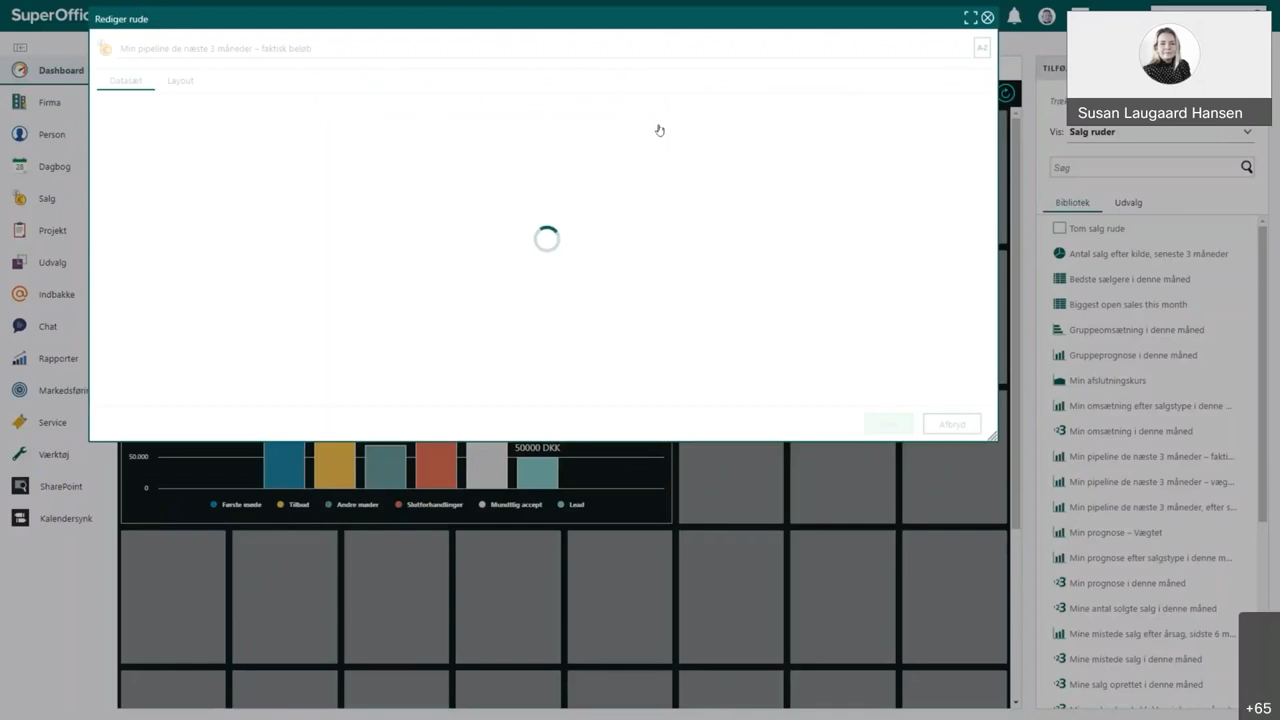 SuperOffic
Rediger rude
Min pipeline de næste 3 måneder – faktisk beløb
A-Z
Datasæt
Layout
Afbryd
Dashboard
Firma
Person
28
Dagbog
Salg
Projekt
Udvalg
Indbakke
Chat
Rapporter
Markedsførin
Service
Værktøj
SharePoint
Kalendersynk
50000 DKK
50.000
0
Første møde
Tilbud
Andre møder
Slutforhandlinger
Mundtlig accept
Lead
Susan Laugaard Hansen
TILFØ
Træk
Vis: Salg ruder
Søg
Bibliotek
Udvalg
Tom salg rude
Antal salg efter kilde, seneste 3 måneder
Bedste sælgere i denne måned
Biggest open sales this month
Gruppeomsætning i denne måned
Gruppeprognose i denne måned
Min afslutningskurs
Min omsætning efter salgstype i denne ...
Min omsætning i denne måned
Min pipeline de næste 3 måneder – fakti...
Min pipeline de næste 3 måneder – væg...
Min pipeline de næste 3 måneder, efter s...
Min prognose – Vægtet
Min prognose efter salgstype i denne m...
Min prognose i denne måned
Mine antal solgte salg i denne måned
Mine mistede salg efter årsag, sidste 6 m...
Mine mistede salg i denne måned
Mine salg oprettet i denne måned
+65